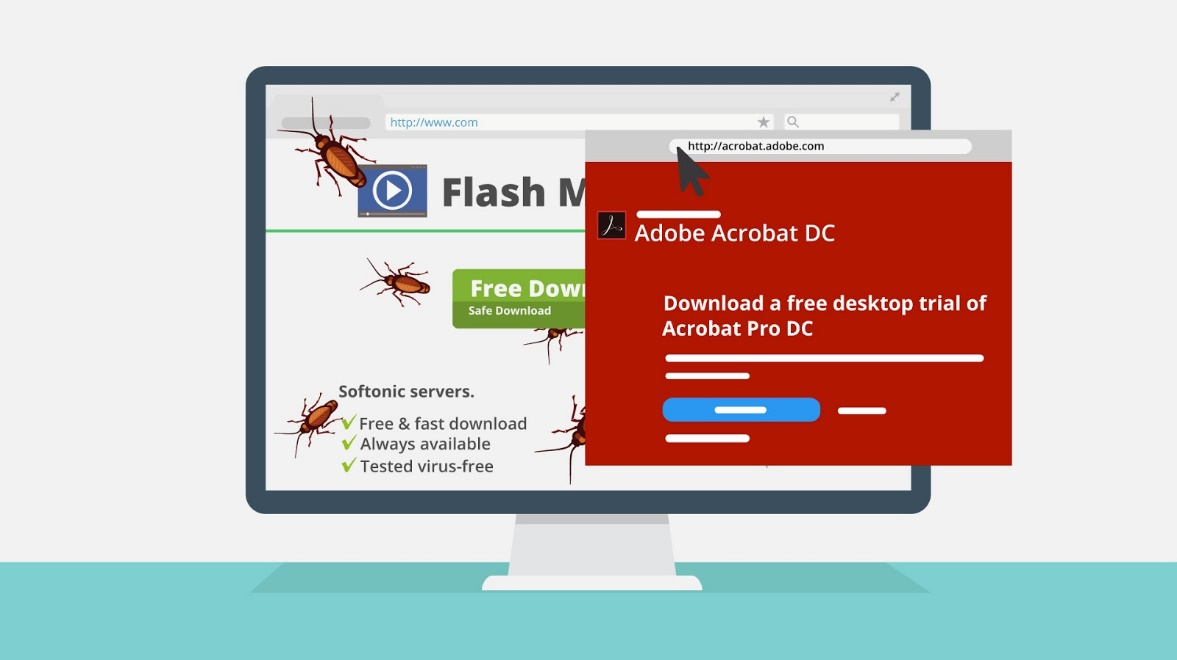 http://www.com
http://acrobat.adobe.com
Flash M
Adobe Acrobat DC
Free Dow
Safe Download
Download a free desktop trial of
Acrobat Pro DC
Softonic servers.
Free & fast download
Always available
Tested virus-free